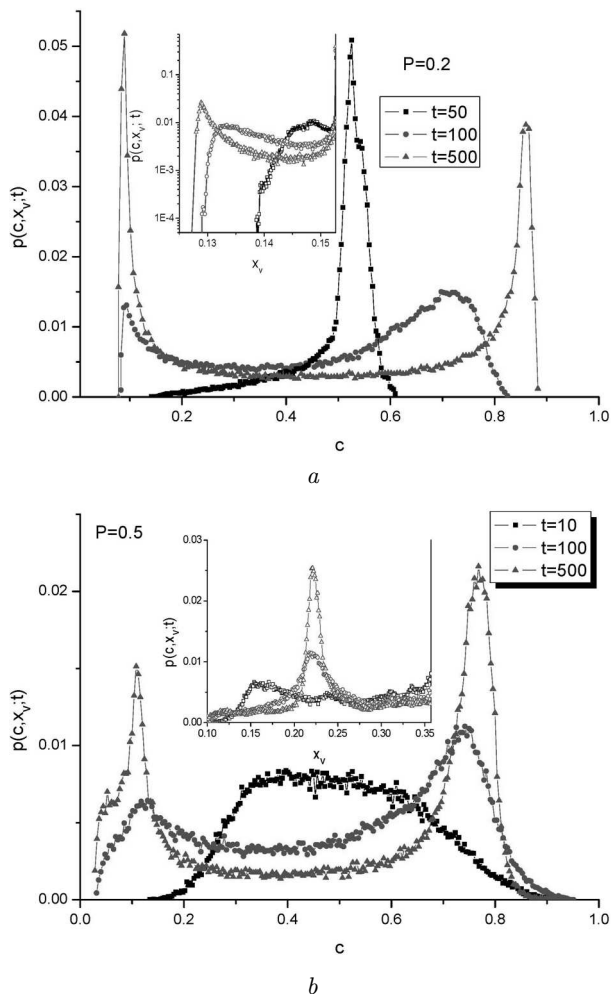 0.05
0.04
0.03
0.02
0.01
0.00
p(c,x_v;t)
P=0.2
t=50
t=100
t=500
0.1
0.01
1E-3
1E-4
p(c,x_v; t)
0.13 0.14 0.15
x_v
0.2 0.4 0.6 0.8 1.0
c
a
0.02
0.01
0.00
p(c,x_v;t)
P=0.5
t=10
t=100
t=500
0.03
0.02
0.01
0.00
p(c,x_v;t)
0.10 0.15 0.20 0.25 0.30 0.35
x_v
0.0 0.2 0.4 0.6 0.8 1.0
c
b